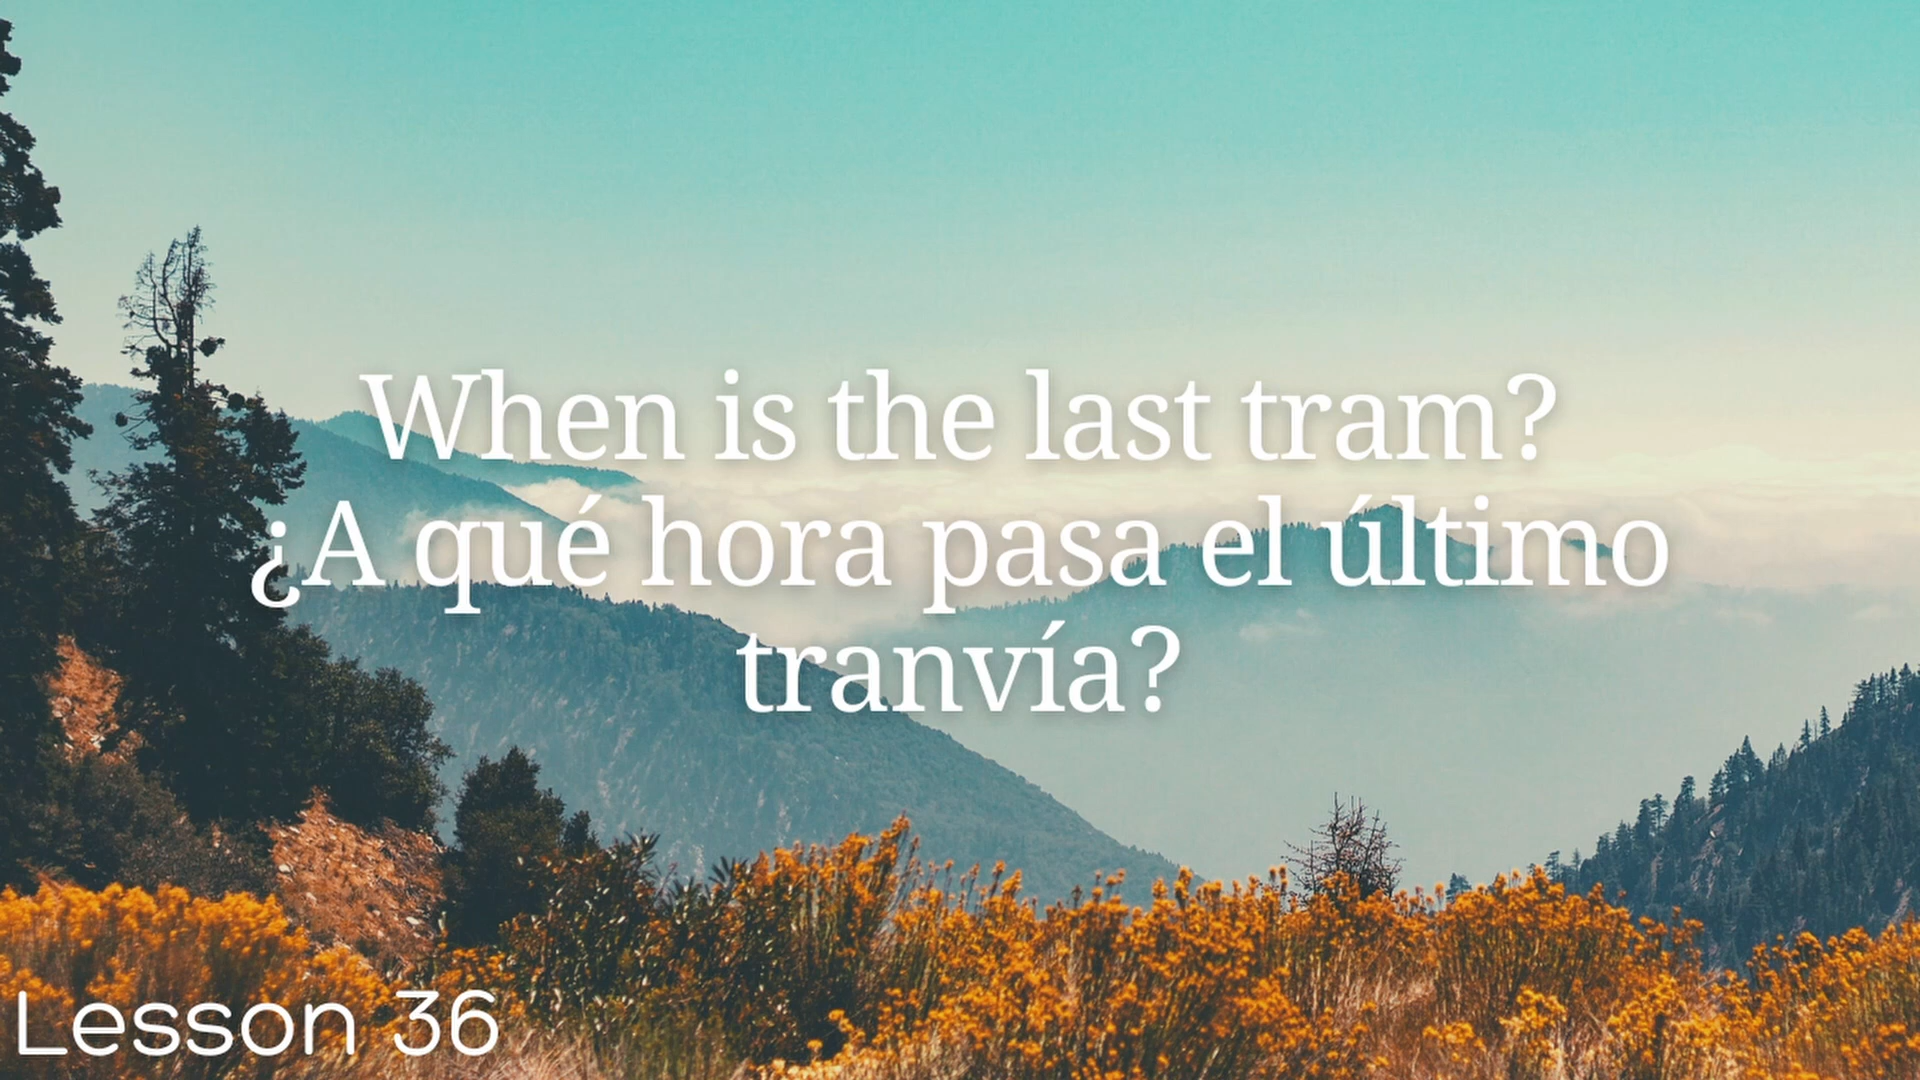 When is the last tram?
¿A qué hora pasa el último
tranvía?
Lesson 36